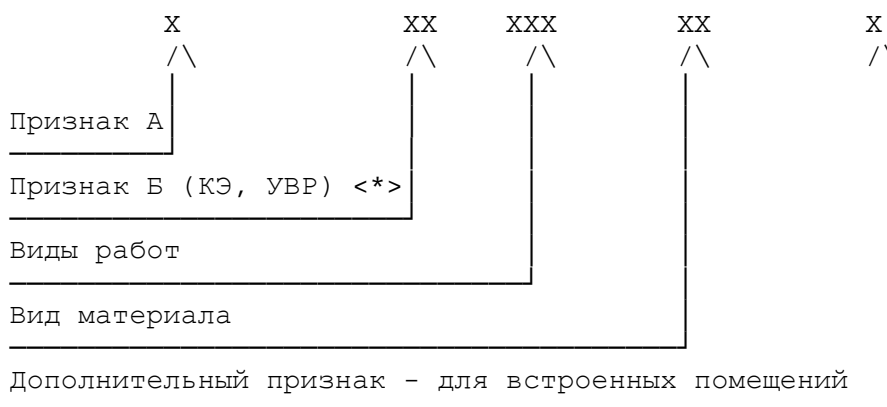 X XX XXX XX X
/\ /\ /\ /\ /\
Признак А
Признак Б (КЭ, УВР) <*>
Виды работ
Вид материала
Дополнительный признак - для встроенных помещений